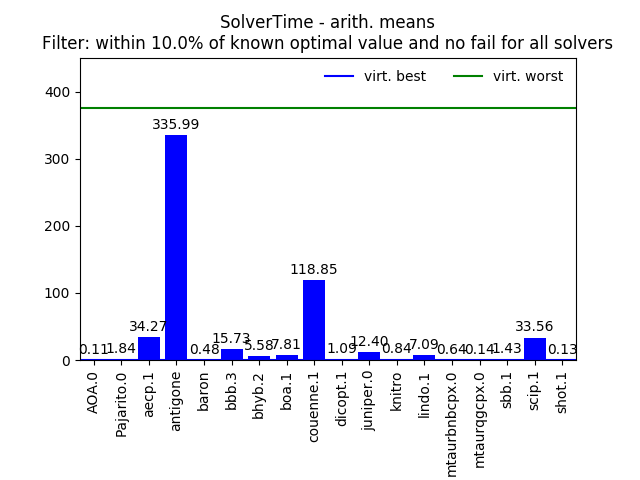 SolverTime - arith. means
Filter: within 10.0% of known optimal value and no fail for all solvers
virt. best
virt. worst
400
300
200
100
0
0.11
1.84
34.27
335.99
0.48
15.73
5.58
7.81
118.85
1.09
12.40
0.84
7.09
0.64
0.14
1.43
33.56
0.13
AOA.0
Pajarito.0
aecp.1
antigone
baron
bbb.3
bhyb.2
boa.1
couenne.1
dicopt.1
juniper.0
knitro
lindo.1
mtaurbnbcpx.0
mtaurqgcpx.0
sbb.1
scip.1
shot.1